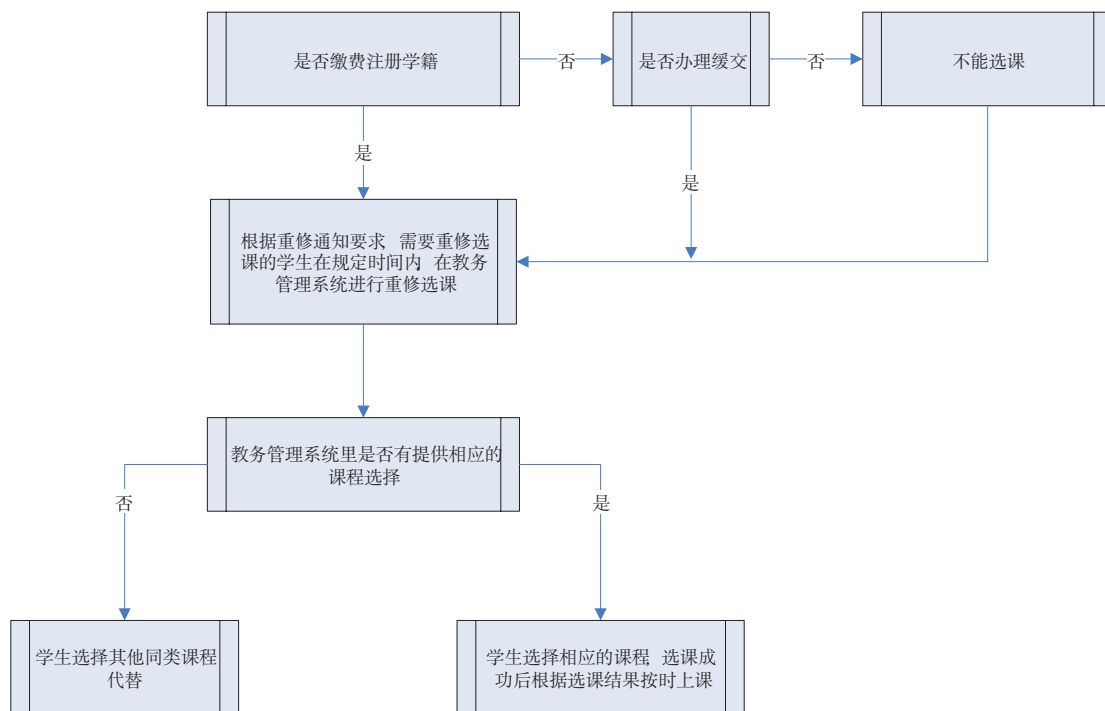 是否缴费注册学籍
否
是否办理缓交
否
不能选课
是
是
根据重修通知要求 需要重修选
课的学生在规定时间内 在教务
管理系统进行重修选课
教务管理系统里是否有提供相应的
课程选择
否
是
学生选择其他同类课程
代替
学生选择相应的课程 选课成
功后根据选课结果按时上课